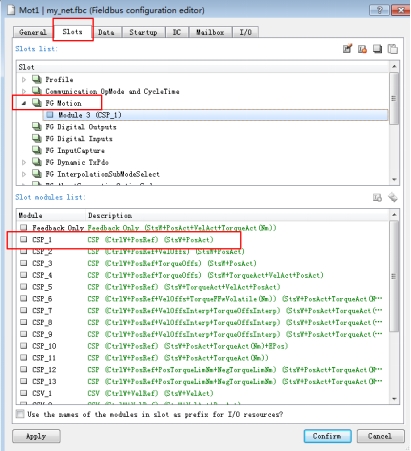 Mot1 | my_net.fbc (Fieldbus configuration editor)
General Slots Data Startup DC Mailbox I/O
Slots list:
Slot
Profile
Communication OpMode and CycleTime
PG Motion
Module 3 (CSP_1)
PG Digital Outputs
PG Digital Inputs
PG InputCapture
PG Dynamic TxPdo
PG InterpolationSubModeSelect
Slot modules list:
Module Description
Feedback Only Feedback Only (StsW+PosAct+VelAct+TorqueAct(Nm))
CSP_1 CSP (CtrlW+PosRef) (StsW+PosAct)
CSP_2 CSP (CtrlW+PosRef+VelOffs) (StsW+PosAct)
CSP_3 CSP (CtrlW+PosRef+TorqueOffs) (StsW+PosAct)
CSP_4 CSP (CtrlW+PosRef+TorqueOffs) (StsW+TorqueAct+VelAct+PosAct)
CSP_5 CSP (CtrlW+PosRef) (StsW+TorqueAct+VelAct+PosAct)
CSP_6 CSP (CtrlW+PosRef+VelOffs+TorqueFFeVolatile(Nm)) (StsW+PosAct+TorqueAct(N···
CSP_7 CSP (CtrlW+PosRef+VelOffsInterp+TorqueOffsInterp) (StsW+PosAct+TorqueAct(···
CSP_8 CSP (CtrlW+PosRef+VelOffsInterp+TorqueOffsInterp) (StsW+PosAct+TorqueAct(···
CSP_9 CSP (CtrlW+PosRef+VelOffsInterp+TorqueOffsInterp) (StsW+PosAct+TorqueAct(···
CSP_10 CSP (CtrlW+PosRef) (StsW+PosAct+TorqueAct(Nm)+EPos)
CSP_11 CSP (CtrlW+PosRef) (StsW+PosAct+TorqueAct(Nm))
CSP_12 CSP (CtrlW+PosRef+PosTorqueLimNm+NegTorqueLimNm) (StsW+PosAct+TorqueAct(N···
CSP_13 CSP (CtrlW+PosRef+PosTorqueLimNm+NegTorqueLimNm) (StsW+PosAct+TorqueAct(N···
CSV_1 CSV (CtrlW+VelRef) (StsW+VelAct)
Use the names of the modules in slot as prefix for I/O resources?
Apply Confirm Cancel